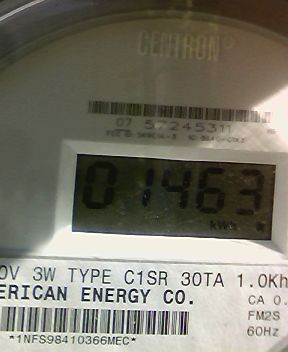 CENTRON®
07 57245311
01463
kWh
0V 3W TYPE C1SR 30TA 1.0Kh
ERICAN ENERGY CO.
CA 0.
FM2S
60Hz
*1NFS98410366MEC*